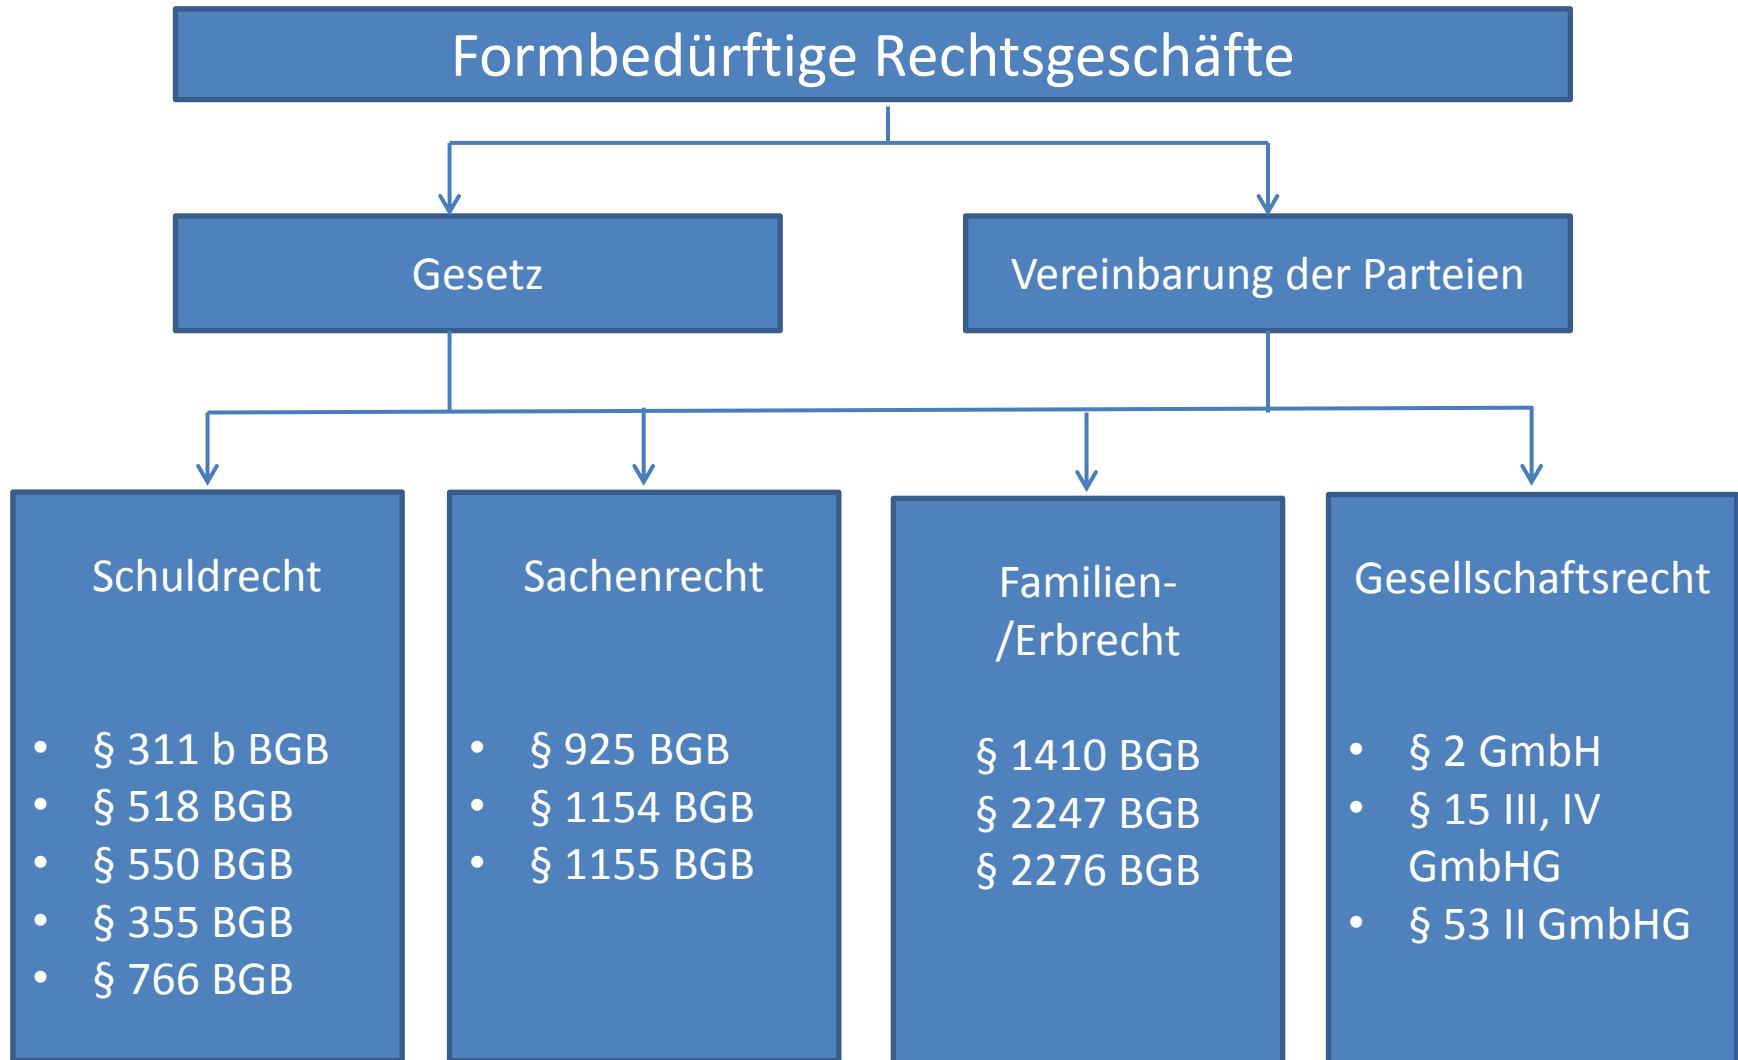 Formbedürftige Rechtsgeschäfte
Gesetz
Vereinbarung der Parteien
Schuldrecht
• § 311 b BGB
• § 518 BGB
• § 550 BGB
• § 355 BGB
• § 766 BGB
Sachenrecht
• § 925 BGB
• § 1154 BGB
• § 1155 BGB
Familien-
/Erbrecht
§ 1410 BGB
§ 2247 BGB
§ 2276 BGB
Gesellschaftsrecht
• § 2 GmbH
• § 15 III, IV
GmbHG
• § 53 II GmbHG